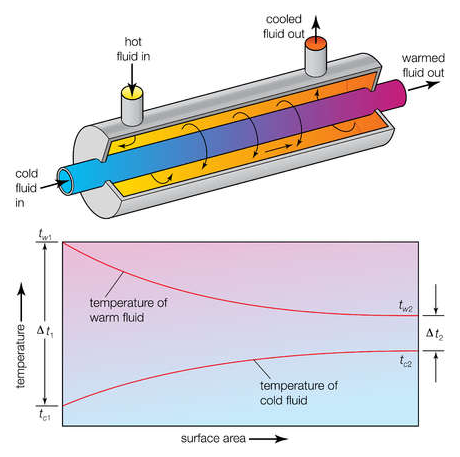 hot
fluid in
cooled
fluid out
warmed
fluid out
cold
fluid
in
tw1
temperature of
warm fluid
tw2
Δt1
Δt2
temperature
tc2
temperature of
cold fluid
tc1
surface area